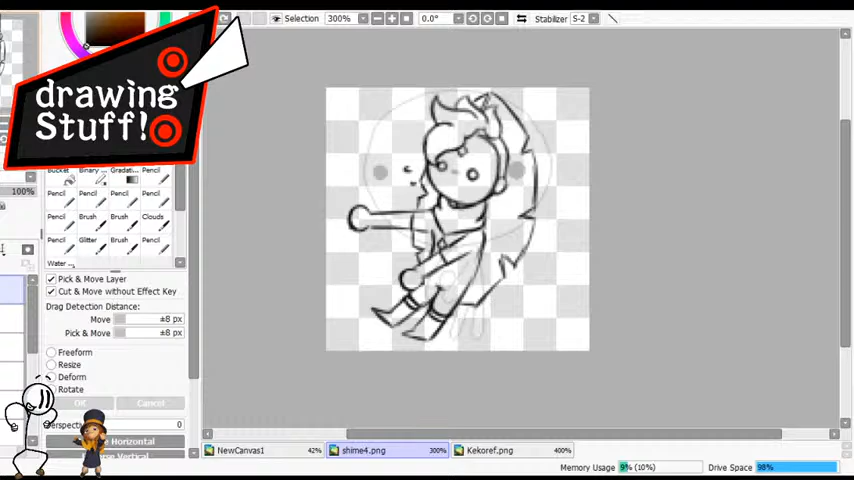 Selection 300% 0.0° Stabilizer S-2
drawing
Stuff!
Bucket Binary ... Gradati... Pencil
100%
Pencil Pencil Pencil Pencil
Pencil Brush Brush Clouds
Pencil Glitter Brush Pencil
Water ...
Pick & Move Layer
Cut & Move without Effect Key
Drag Detection Distance:
Move ±8 px
Pick & Move ±8 px
Freeform
Resize
Deform
Rotate
OK Cancel
0
Horizontal
Vertical
NewCanvas1 42% shime4.png 300% Kekoref.png 400%
Memory Usage 9% (10%) Drive Space 98%